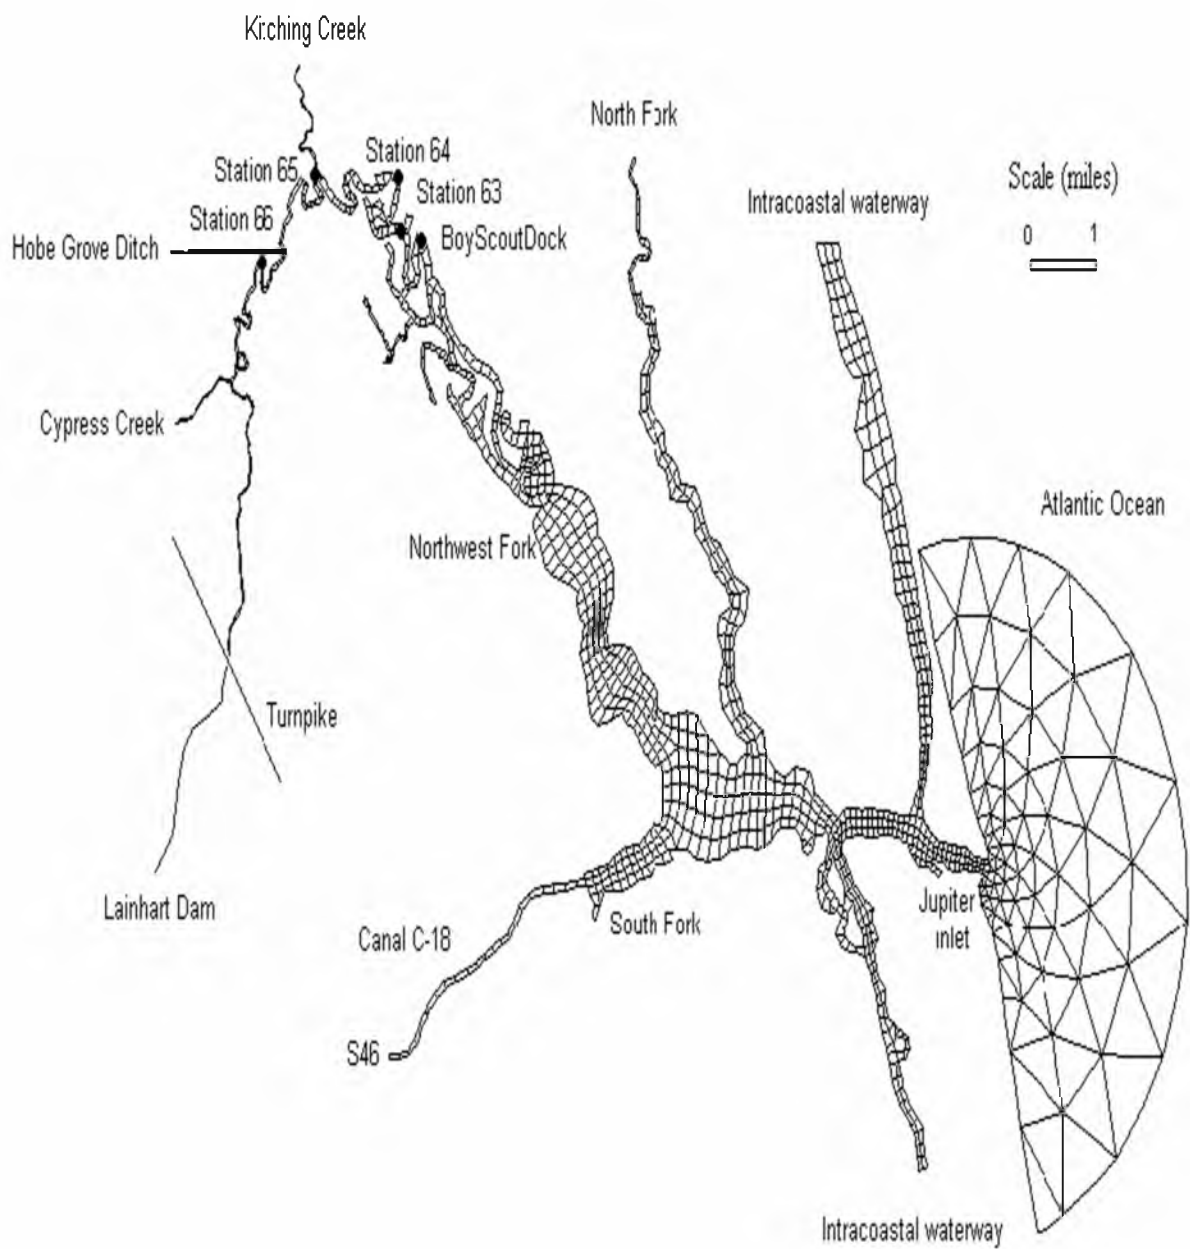 Kitching Creek
North Fork
Station 64
Station 65
Scale (miles)
Station 63
Intracoastal waterway
Station 66
0 1
BoyScoutDock
Hobe Grove Ditch
Cypress Creek
Atlantic Ocean
Northwest Fork
Turnpike
Lainhart Dam
Jupiter
inlet
South Fork
Canal C-18
S46
Intracoastal waterway